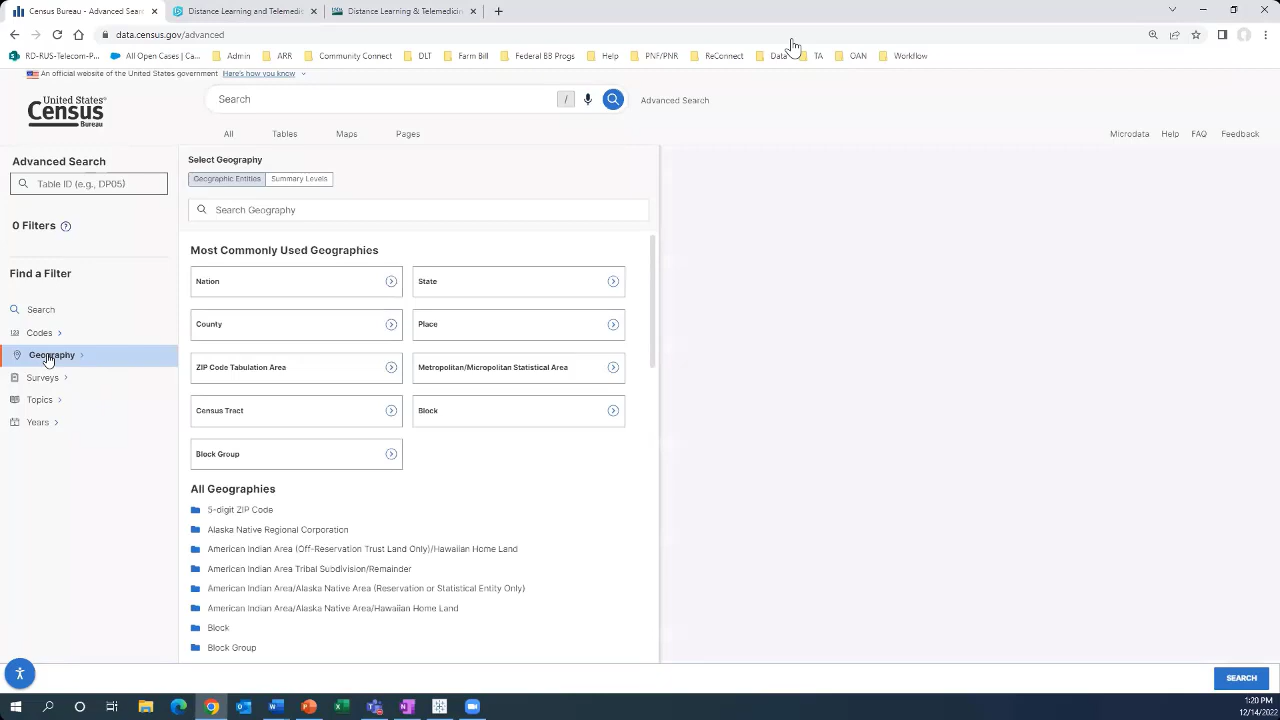 Census Bureau - Advanced Sear
Distance Learning and Telemedic
Distance Learning & Telemedicin
data.census.gov/advanced
RD-RUS-Telecom-P...
All Open Cases | Ca...
Admin
ARR
Community Connect
DLT
Farm Bill
Federal BB Progs
Help
PNF/PRN
ReConnect
Data
TA
OAN
Workflow
An official website of the United States government
Here's how you know
United States®
Census
Bureau
Search
/
Advanced Search
All
Tables
Maps
Pages
Microdata
Help
FAQ
Feedback
Advanced Search
Table ID (e.g., DP05)
0 Filters
?
Find a Filter
Search
123 Codes
Geography
Surveys
Topics
Years
Select Geography
Geographic Entities
Summary Levels
Search Geography
Most Commonly Used Geographies
Nation
State
County
Place
ZIP Code Tabulation Area
Metropolitan/Micropolitan Statistical Area
Census Tract
Block
Block Group
All Geographies
5-digit ZIP Code
Alaska Native Regional Corporation
American Indian Area (Off-Reservation Trust Land Only)/Hawaiian Home Land
American Indian Area Tribal Subdivision/Remainder
American Indian Area/Alaska Native Area (Reservation or Statistical Entity Only)
American Indian Area/Alaska Native Area/Hawaiian Home Land
Block
Block Group
SEARCH
1:20 PM
12/14/2022